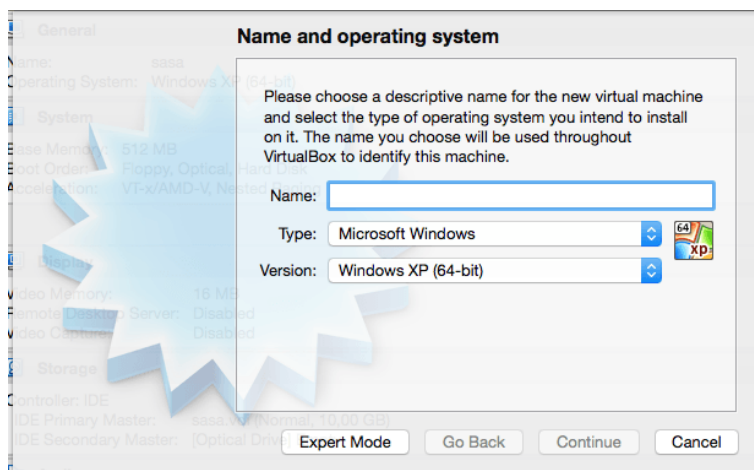 General
Name and operating system
Name: sasa
Operating System: Windows XP (64-bit)
Please choose a descriptive name for the new virtual machine
and select the type of operating system you intend to install
on it. The name you choose will be used throughout
VirtualBox to identify this machine.
System
Base Memory: 512 MB
Boot Order: Floppy, Optical, Hard Disk
Acceleration: VT-x/AMD-V, Nested Paging
Name:
Type: Microsoft Windows
64
xp
Version: Windows XP (64-bit)
Display
Video Memory: 16 MB
Remote Desktop Server: Disabled
Video Capture: Disabled
Storage
Controller: IDE
IDE Primary Master: (Normal, 10,00 GB)
IDE Secondary Master: [Optical Drive]
Expert Mode
Go Back
Continue
Cancel